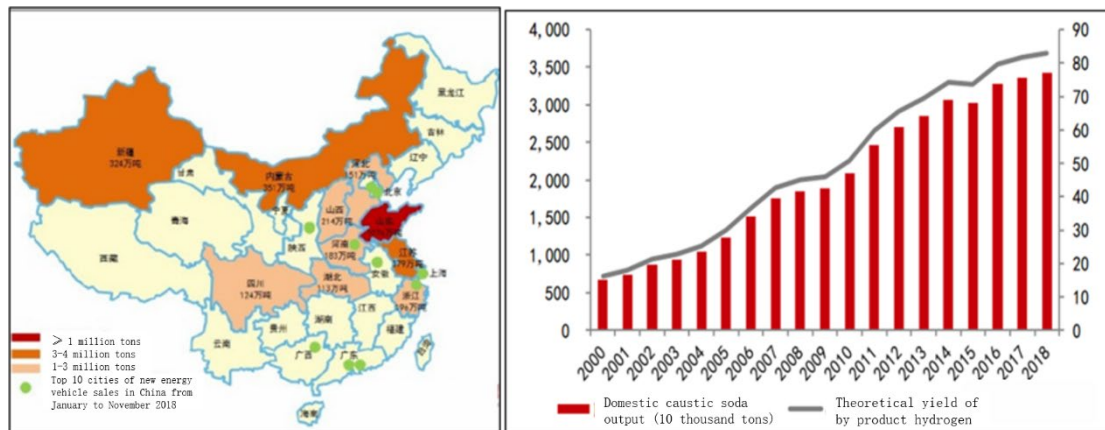 黑龙江
吉林
辽宁
新疆
324万吨
甘肃
内蒙古
351万吨
河北
151万吨
北京
宁夏
山西
214万吨
青海
陕西
河南
183万吨
江苏
379万吨
西藏
安徽
上海
四川
124万吨
湖北
113万吨
浙江
196万吨
湖南
江西
贵州
福建
云南
广西
广东
台湾
海南
> 1 million tons
3-4 million tons
1-3 million tons
Top 10 cities of new energy
vehicle sales in China from
January to November 2018
4,000
3,500
3,000
2,500
2,000
1,500
1,000
500
0
90
80
70
60
50
40
30
20
10
0
2000
2001
2002
2003
2004
2005
2006
2007
2008
2009
2010
2011
2012
2013
2014
2015
2016
2017
2018
Domestic caustic soda
output (10 thousand tons)
Theoretical yield of
by product hydrogen